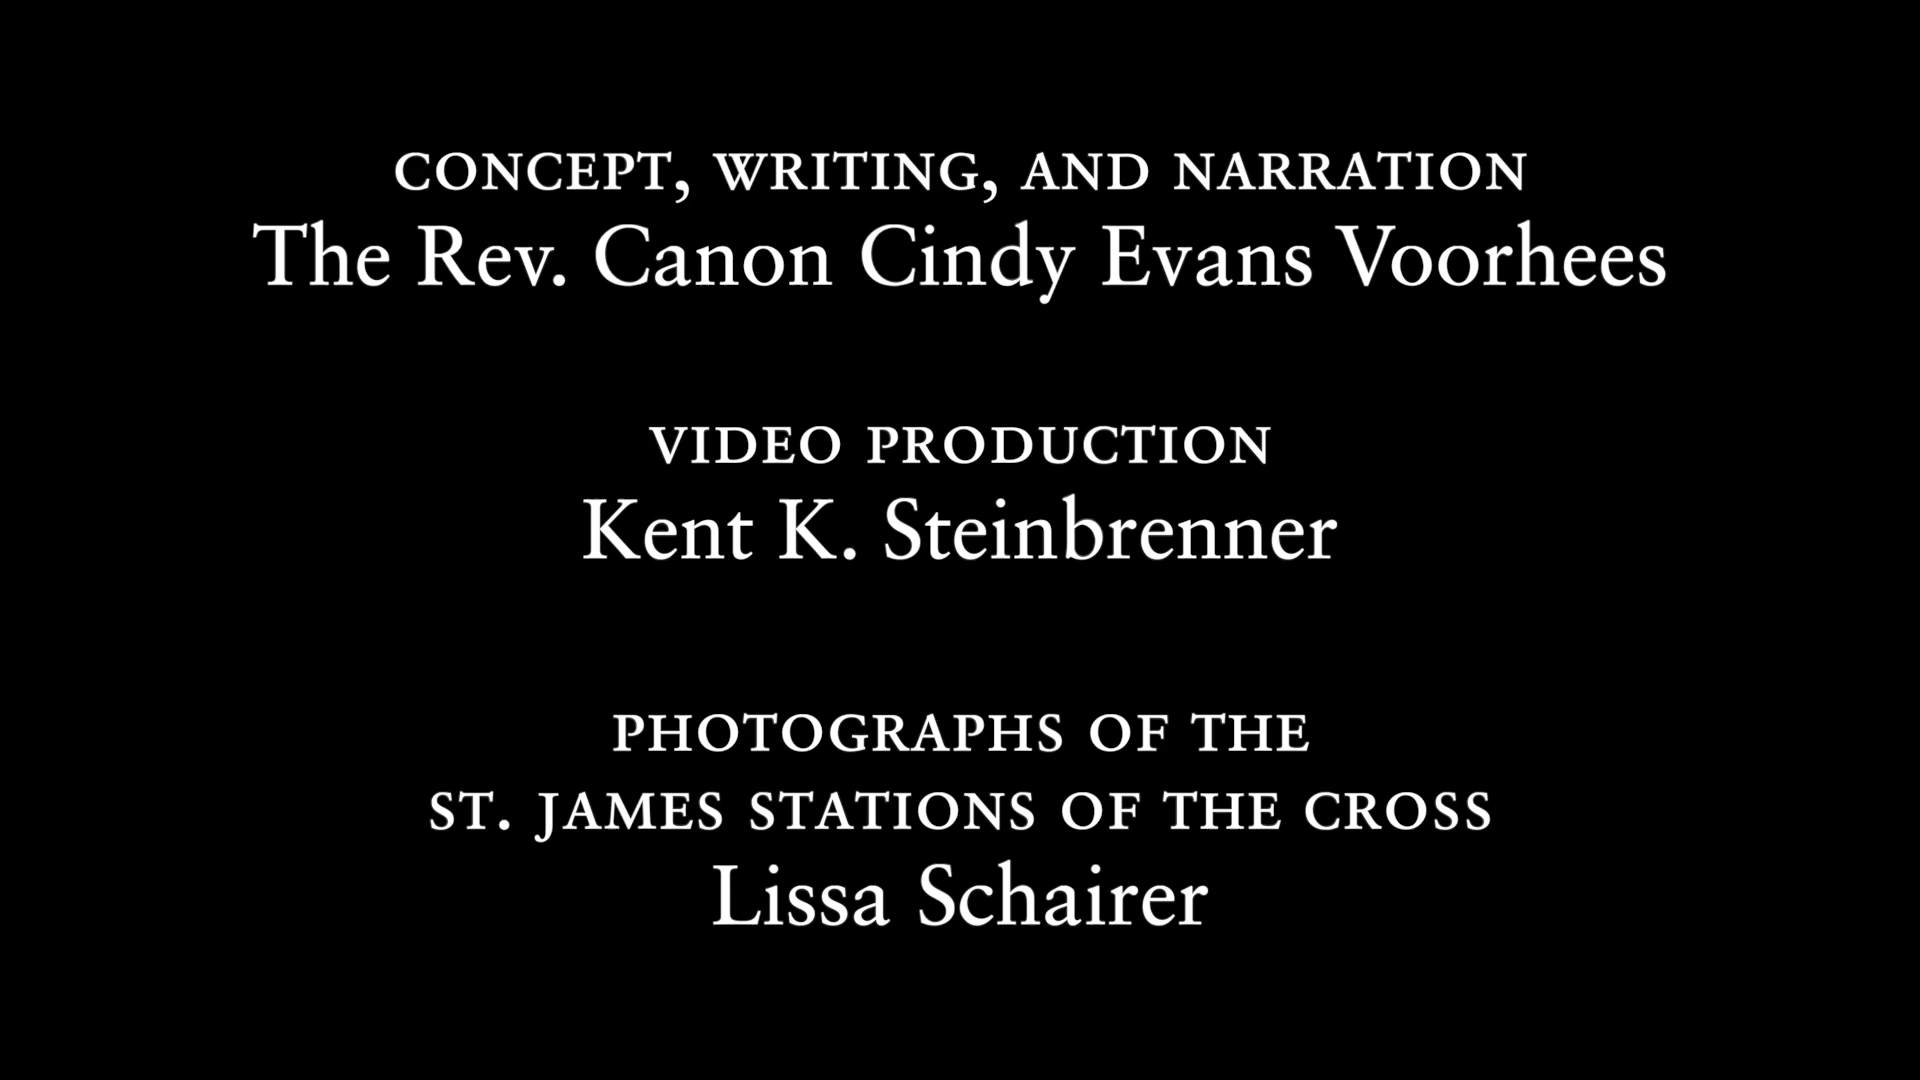 CONCEPT, WRITING, AND NARRATION
The Rev. Canon Cindy Evans Voorhees
VIDEO PRODUCTION
Kent K. Steinbrenner
PHOTOGRAPHS OF THE
ST. JAMES STATIONS OF THE CROSS
Lissa Schairer